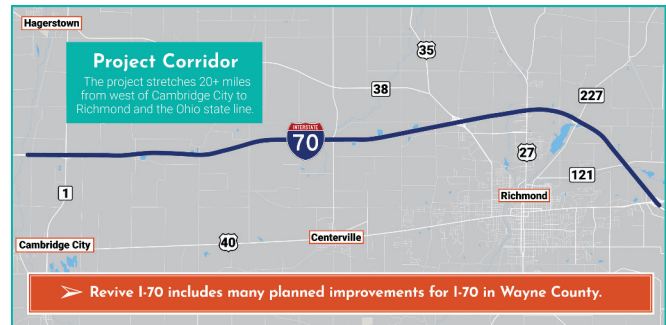 Hagerstown
Project Corridor
The project stretches 20+ miles
from west of Cambridge City to
Richmond and the Ohio state line.
35
38
227
INTERSTATE
70
27
121
1
Richmond
Cambridge City
40
Centerville
Revive I-70 includes many planned improvements for I-70 in Wayne County.